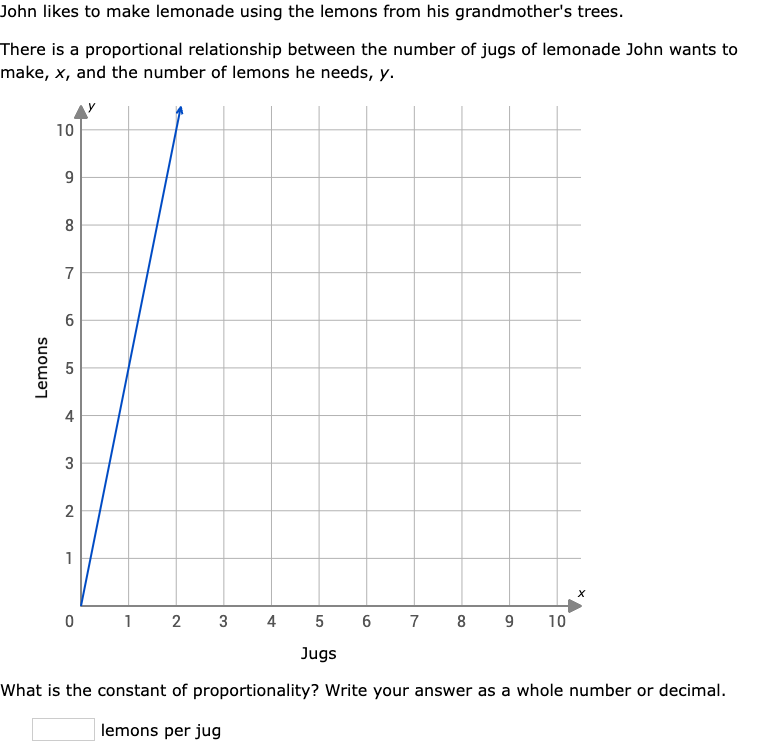 John likes to make lemonade using the lemons from his grandmother's trees.
There is a proportional relationship between the number of jugs of lemonade John wants to
make, x, and the number of lemons he needs, y.
y
10
9
8
7
6
5
4
3
2
1
Lemons
x
0 1 2 3 4 5 6 7 8 9 10
Jugs
What is the constant of proportionality? Write your answer as a whole number or decimal.
lemons per jug